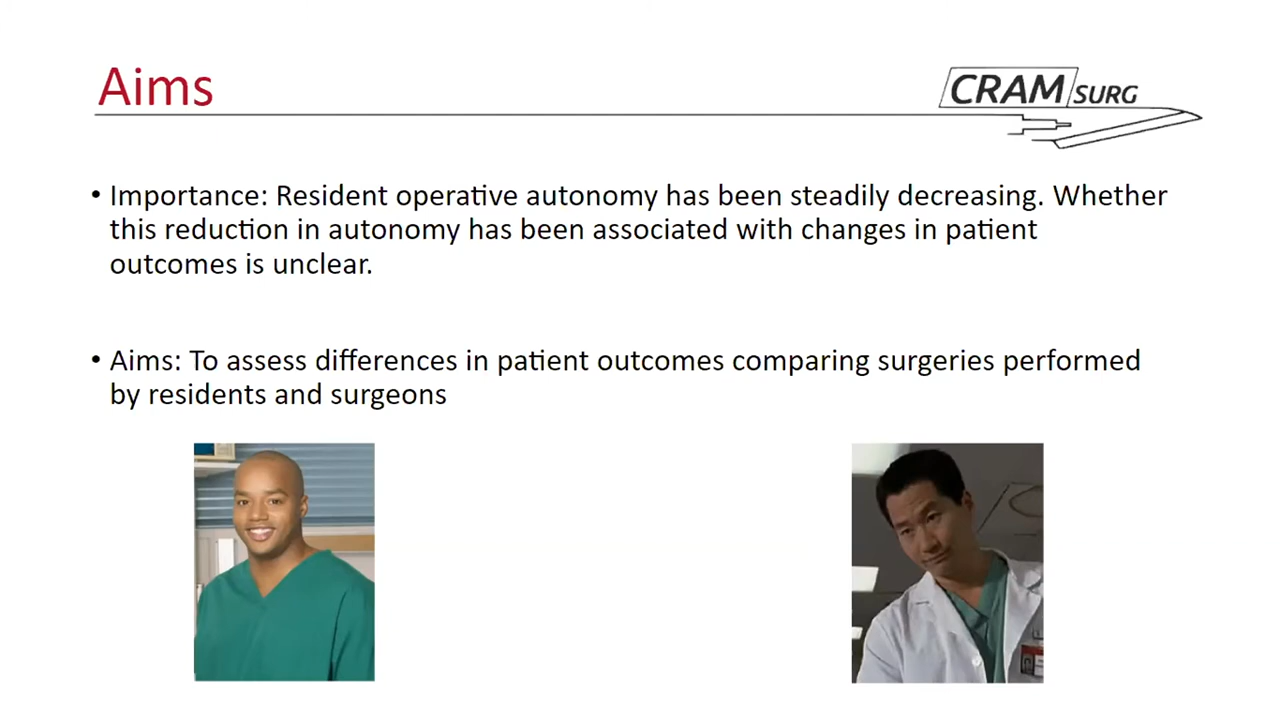 Aims
CRAM SURG
• Importance: Resident operative autonomy has been steadily decreasing. Whether
this reduction in autonomy has been associated with changes in patient
outcomes is unclear.
• Aims: To assess differences in patient outcomes comparing surgeries performed
by residents and surgeons